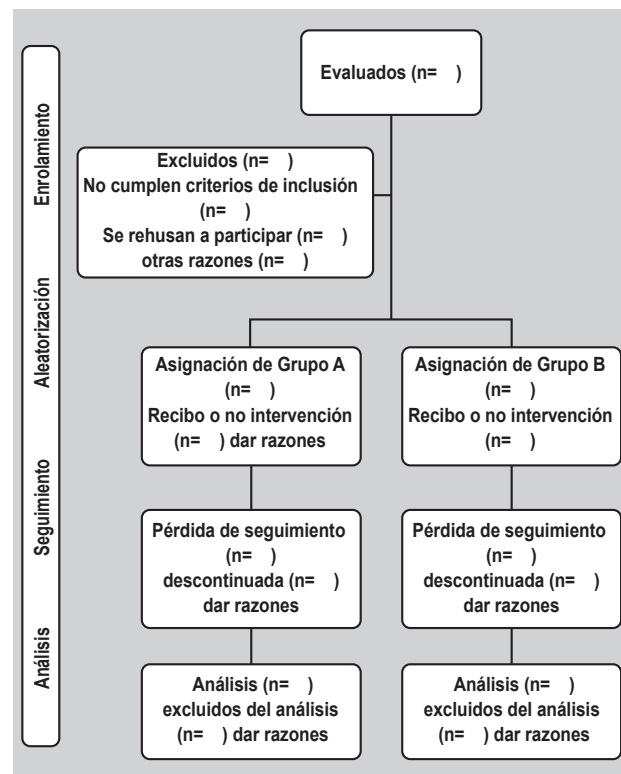 Evaluados (n=   )
Enrolamiento
Excluidos (n=   )
No cumplen criterios de inclusión
(n=   )
Se rehusan a participar (n=   )
otras razones (n=   )
Aleatorización
Asignación de Grupo A
(n=   )
Recibo o no intervención
(n=   ) dar razones
Asignación de Grupo B
(n=   )
Recibo o no intervención
(n=   )
Seguimiento
Pérdida de seguimiento
(n=   )
descontinuada (n=   )
dar razones
Pérdida de seguimiento
(n=   )
descontinuada (n=   )
dar razones
Análisis
Análisis (n=   )
excluidos del análisis
(n=   ) dar razones
Análisis (n=   )
excluidos del análisis
(n=   ) dar razones